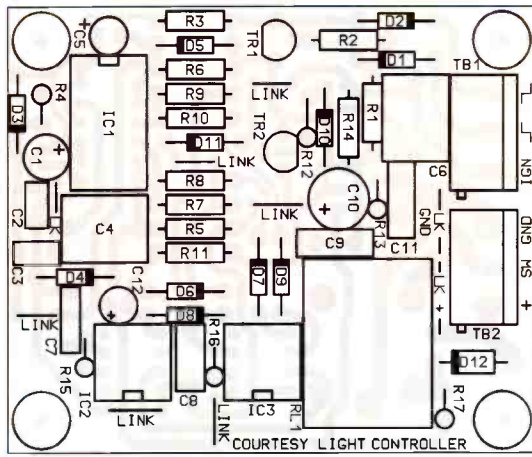 R3
D2
C5
D5
TR1
R2
R6
D1
TB1
R4
R9
LINK
D3
IC1
R10
D10
R14
R1
D11
TR2
R12
C1
LINK
C6
IGN
R8
C10
C2
LK
C4
R7
LINK
R13
GND
LK
GND
R5
C9
C11
MS
C3
R11
LK
D4
D7
D9
C12
D6
+
+
LINK
D8
TB2
C7
R16
R15
D12
IC2
C8
IC3
RL1
R17
LINK
LINK
COURTESY LIGHT CONTROLLER